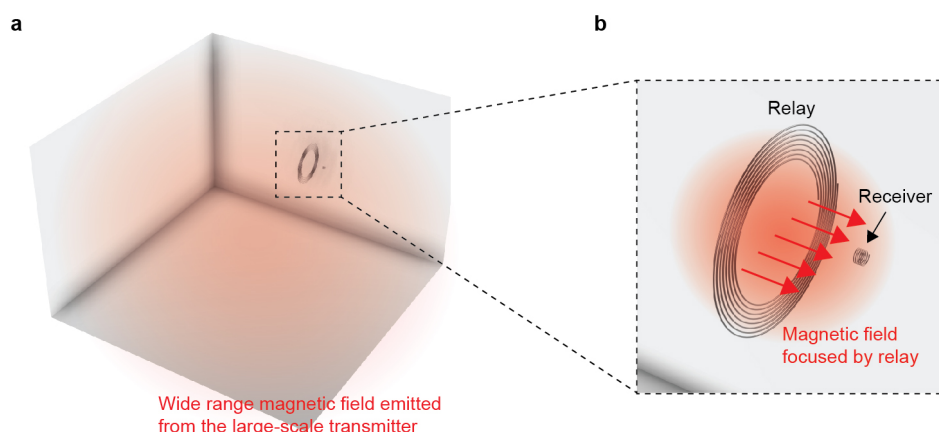 a
b
Relay
Receiver
Magnetic field
focused by relay
Wide range magnetic field emitted
from the large-scale transmitter